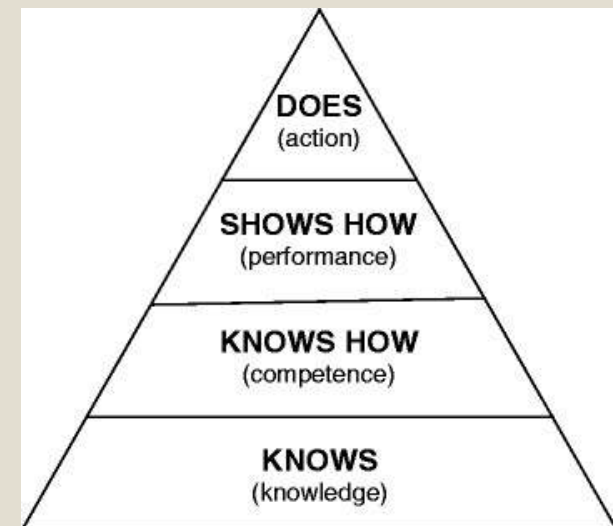 DOES
(action)
SHOWS HOW
(performance)
KNOWS HOW
(competence)
KNOWS
(knowledge)